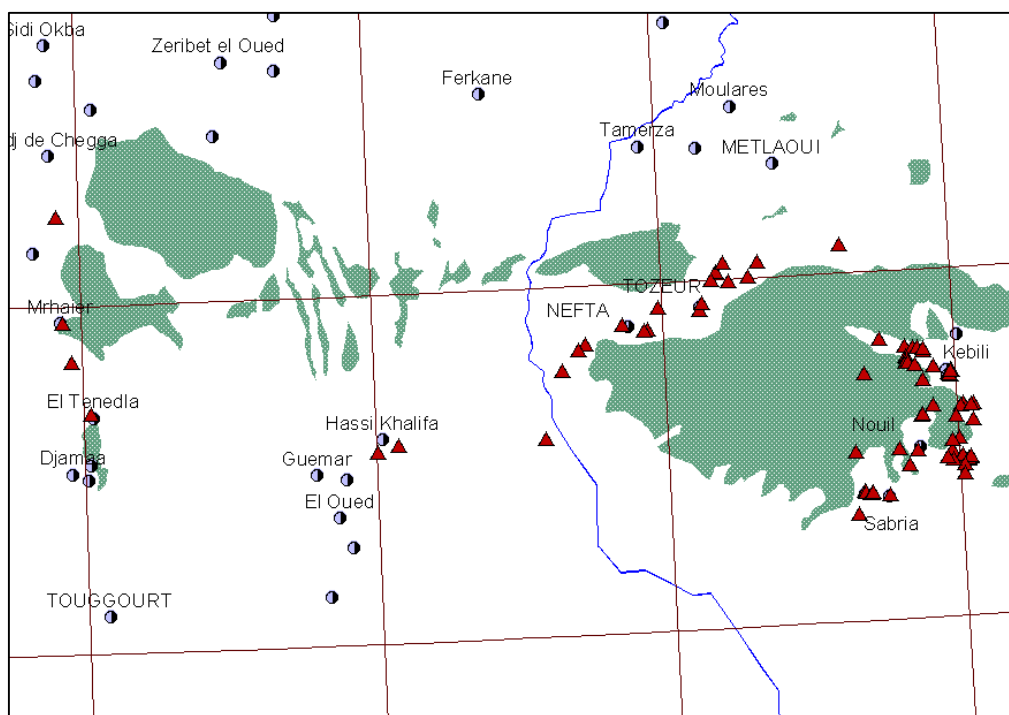 Sidi Okba
Zeribet el Oued
Ferkane
Moulares
Tamerza
METLAOUI
dj de Chegga
TOZEUR
NEFTA
Mrhaier
Kebili
El Tenedla
Hassi Khalifa
Nouil
Djamaa
Guemar
El Oued
Sabria
TOUGGOURT